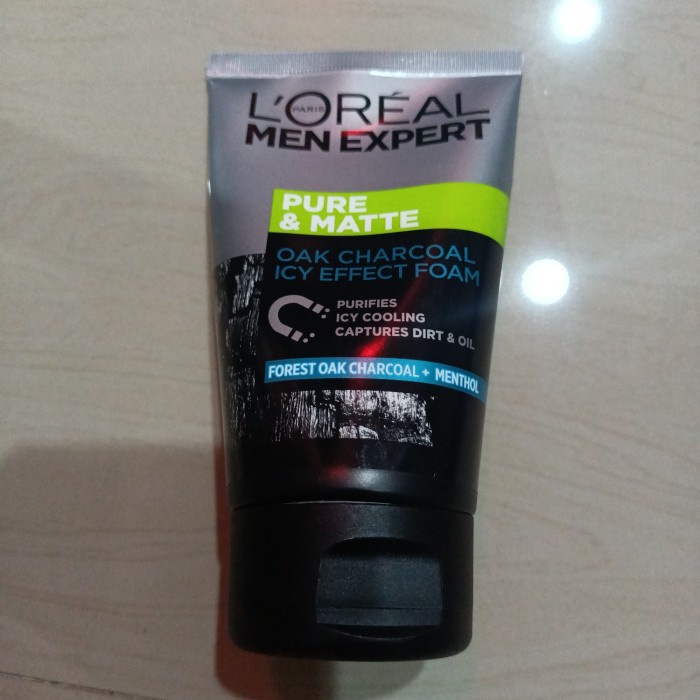 L'ORÉAL
PARIS
MEN EXPERT
PURE
& MATTE
OAK CHARCOAL
ICY EFFECT FOAM
PURIFIES
ICY COOLING
CAPTURES DIRT & OIL
FOREST OAK CHARCOAL + MENTHOL